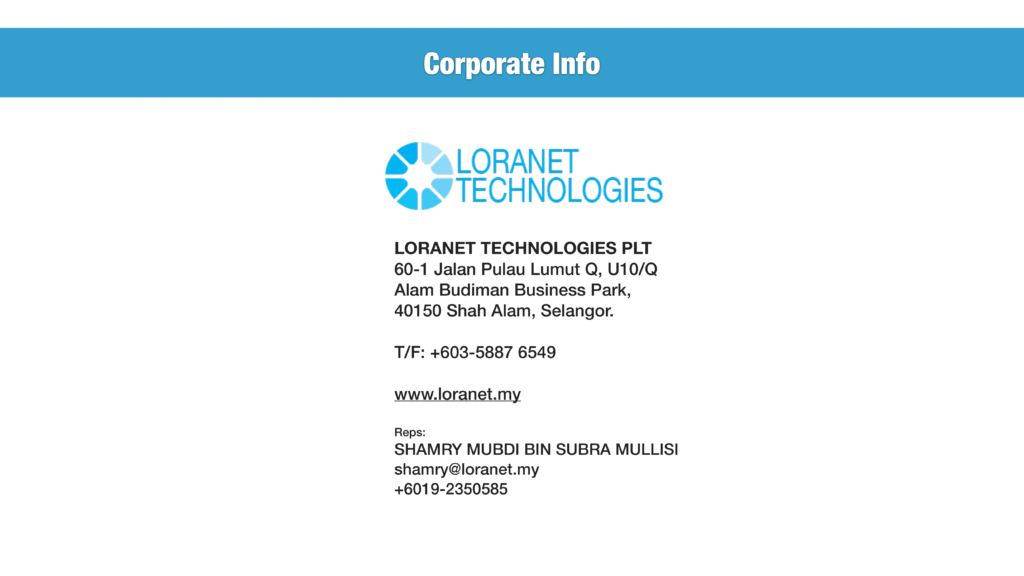 Corporate Info
LORANET
TECHNOLOGIES
LORANET TECHNOLOGIES PLT
60-1 Jalan Pulau Lumut Q, U10/Q
Alam Budiman Business Park,
40150 Shah Alam, Selangor.
T/F: +603-5887 6549
www.loranet.my
Reps:
SHAMRY MUBDI BIN SUBRA MULLISI
shamry@loranet.my
+6019-2350585